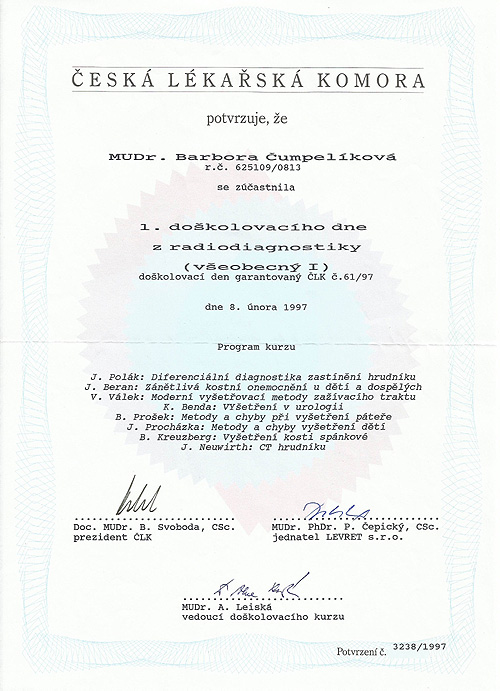 ČESKÁ LÉKAŘSKÁ KOMORA
potvrzuje, že
MUDr. Barbora Čumpelíková
r.č. 625109/0813
se zúčastnila
1. doškolovacího dne
z radiodiagnostiky
(všeobecný I)
doškolovací den garantovaný ČLK č.61/97
dne 8. února 1997
Program kurzu
J. Polák: Diferenciální diagnostika zastínění hrudníku
J. Beran: Zánětlivá kostní onemocnění u dětí a dospělých
V. Válek: Moderní vyšetřovací metody zažívacího traktu
K. Benda: VYšetření v urologii
B. Prošek: Metody a chyby při vyšetření páteře
J. Procházka: Metody a chyby vyšetření dětí
B. Kreuzberg: Vyšetření kosti spánkové
J. Neuwirth: CT hrudníku
Doc. MUDr. B. Svoboda, CSc.
prezident ČLK
MUDr. PhDr. P. Čepický, CSc.
jednatel LEVRET s.r.o.
MUDr. A. Leiská
vedoucí doškolovacího kurzu
Potvrzení č. 3238/1997